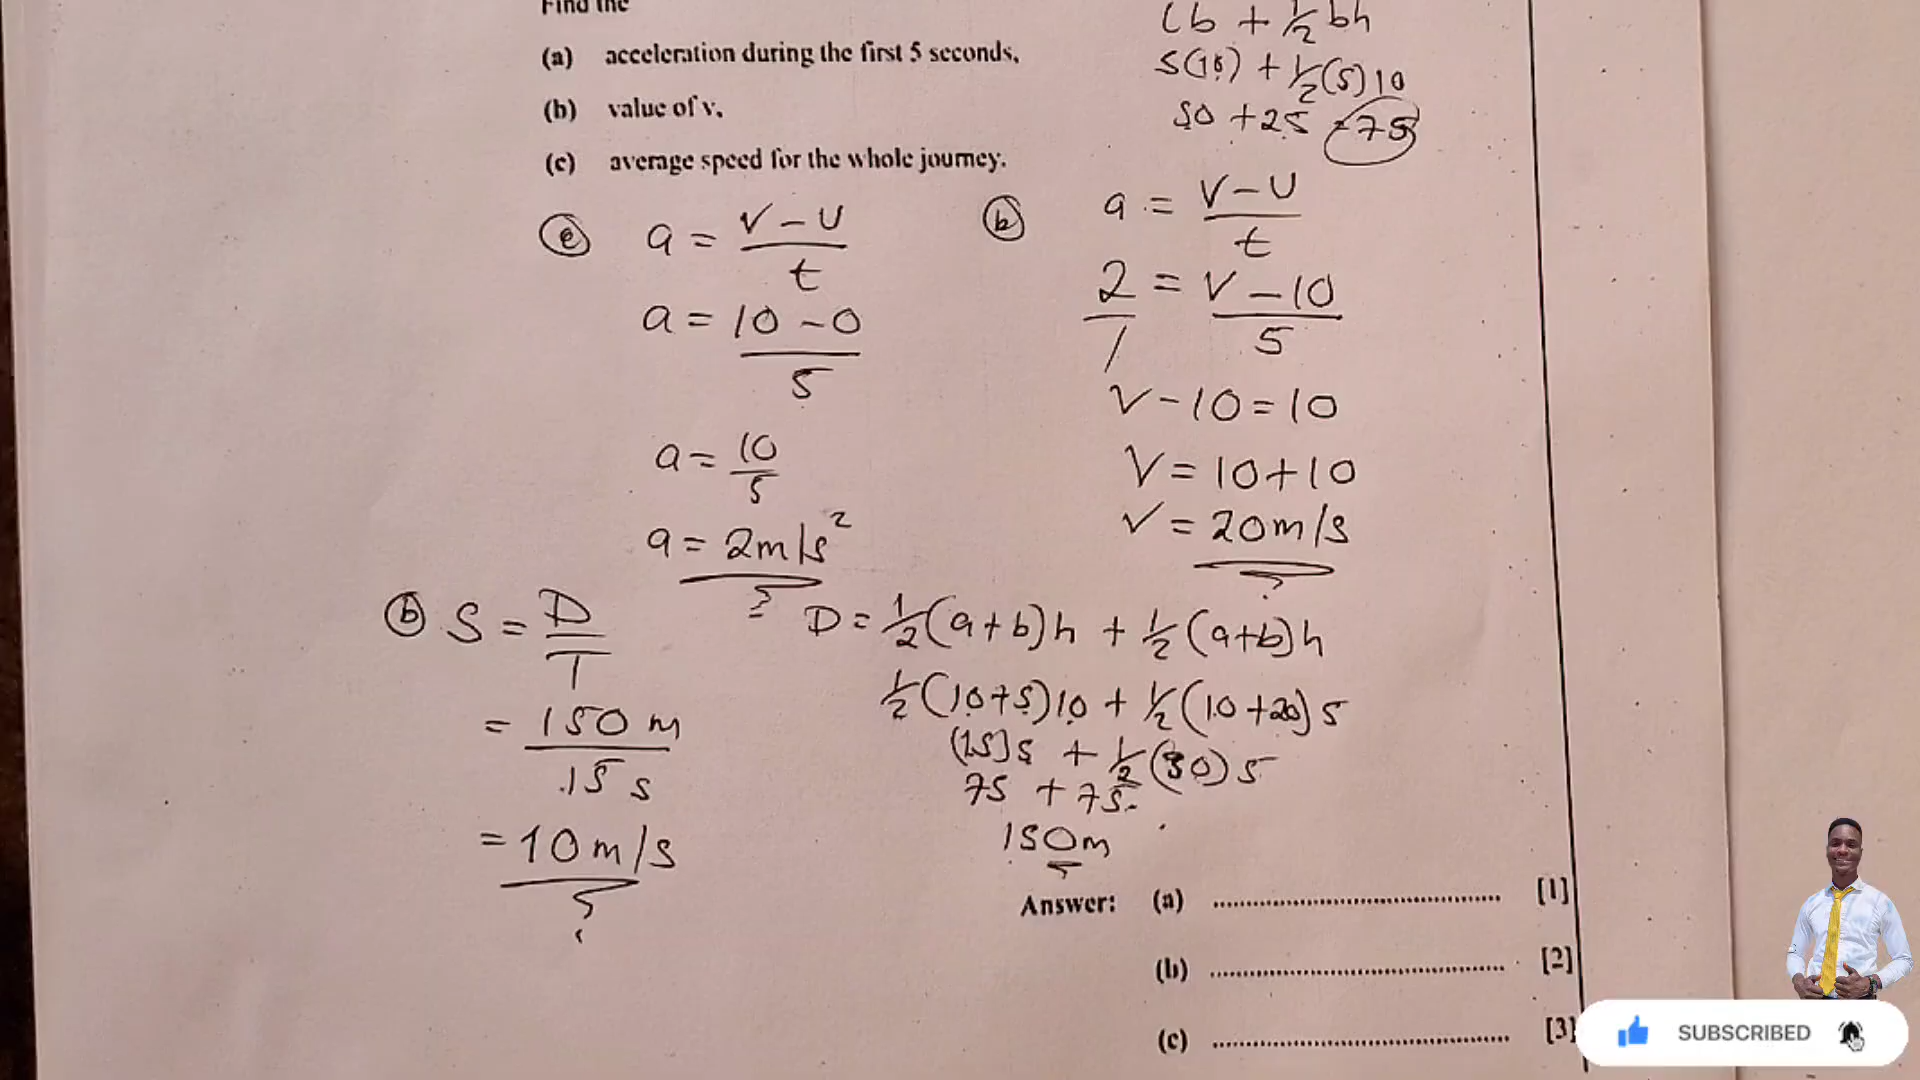 Find the
(a) acceleration during the first 5 seconds,
(b) value of v,
(c) average speed for the whole journey.
lb + 1/2 bh
5(10) + 1/2(5)10
50 + 25 = 75
(a) a = V - U / t
a = 10 - 0 / 5
a = 10 / 5
a = 2m/s²
(b) a = V - U / t
2/1 = V - 10 / 5
V - 10 = 10
V = 10 + 10
V = 20m/s
(b) S = D / T
= 150 m / 15 s
= 10 m/s
D = 1/2(a+b)h + 1/2(a+b)h
1/2(10+5)10 + 1/2(10+20)5
(15)5 + 1/2(30)5
75 + 75
150m
Answer: (a) ........................................ [1]
(b) ........................................ [2]
(c) ........................................ [3]
SUBSCRIBED